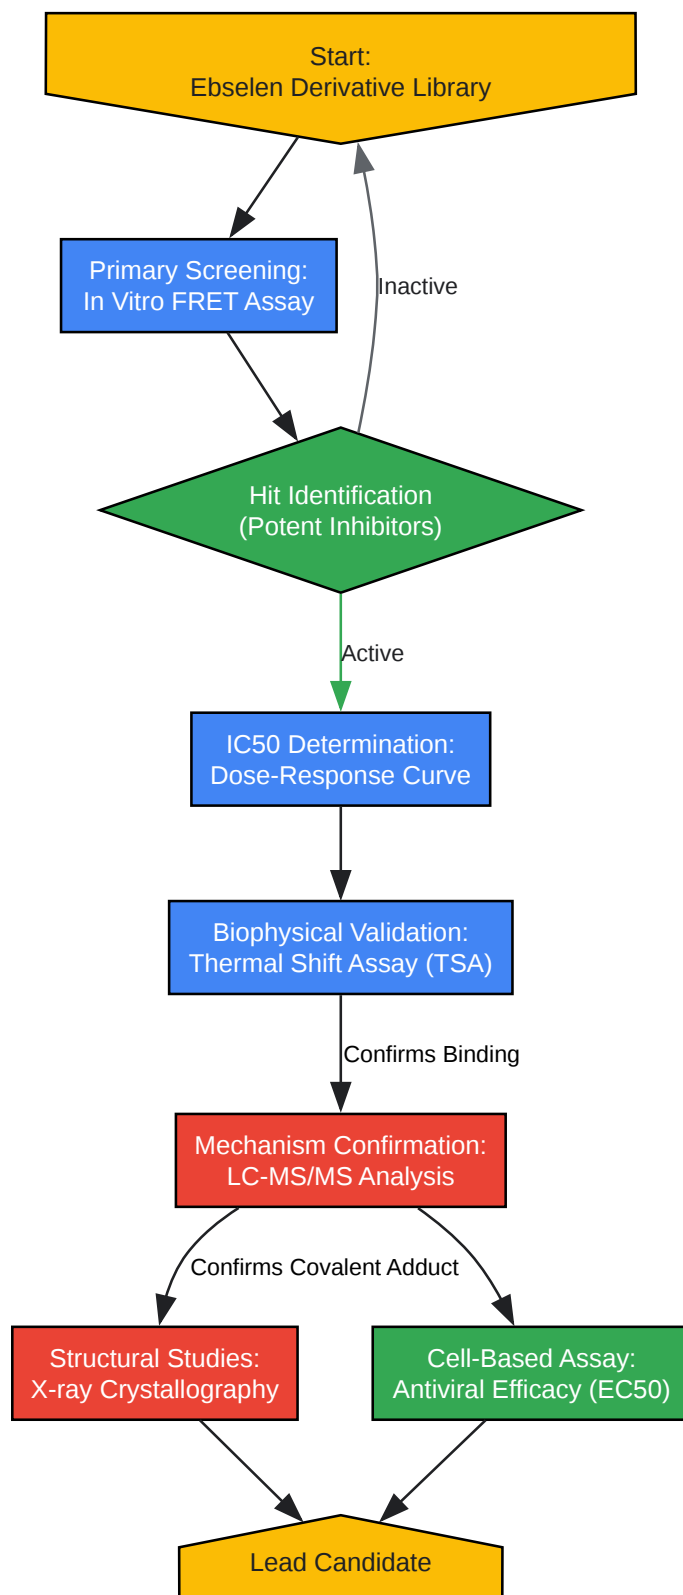 Start:
Ebselen Derivative Library
Primary Screening:
In Vitro FRET Assay
Inactive
Hit Identification
(Potent Inhibitors)
Active
IC50 Determination:
Dose-Response Curve
Biophysical Validation:
Thermal Shift Assay (TSA)
Confirms Binding
Mechanism Confirmation:
LC-MS/MS Analysis
Confirms Covalent Adduct
Structural Studies:
X-ray Crystallography
Cell-Based Assay:
Antiviral Efficacy (EC50)
Lead Candidate